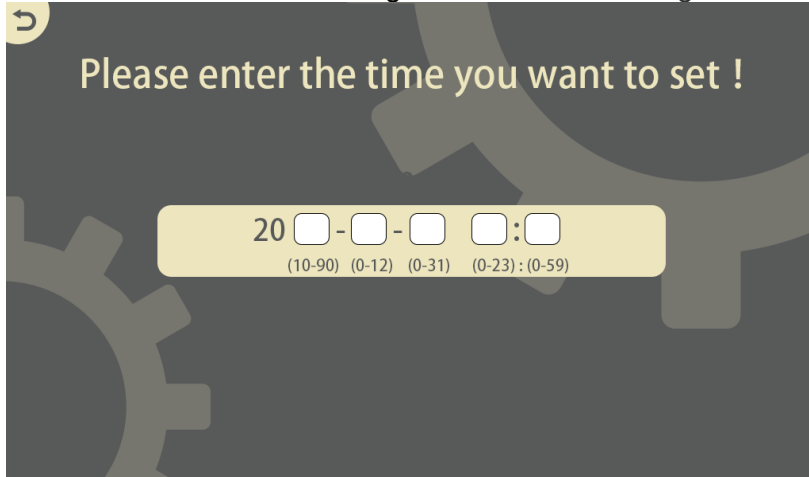 Please enter the time you want to set !
20 - - :
(10-90) (0-12) (0-31) (0-23) : (0-59)